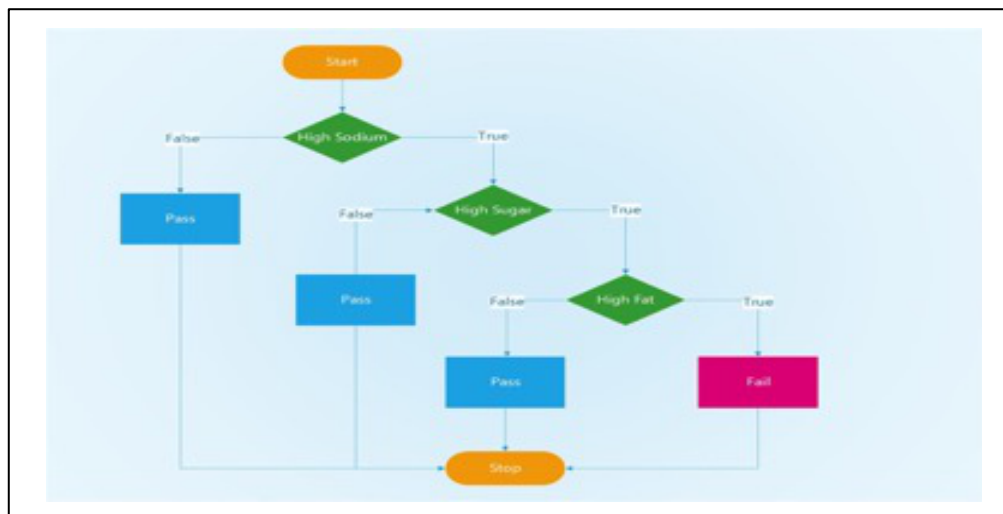 Start
High Sodium
False
True
Pass
High Sugar
False
True
Pass
High Fat
False
True
Pass
Fail
Stop